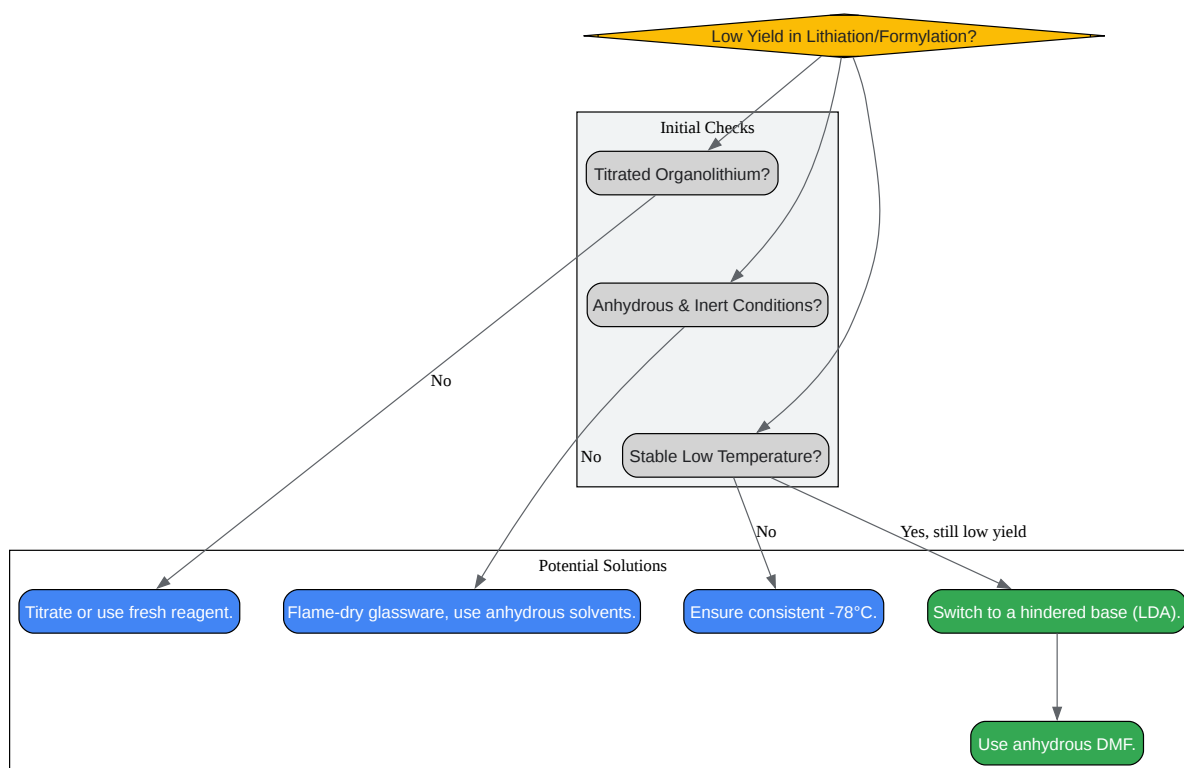 Low Yield in Lithiation/Formylation?
Initial Checks
Titrated Organolithium?
Anhydrous & Inert Conditions?
No
Stable Low Temperature?
No
No
Yes, still low yield
Potential Solutions
Titrate or use fresh reagent.
Flame-dry glassware, use anhydrous solvents.
Ensure consistent -78°C.
Switch to a hindered base (LDA).
Use anhydrous DMF.